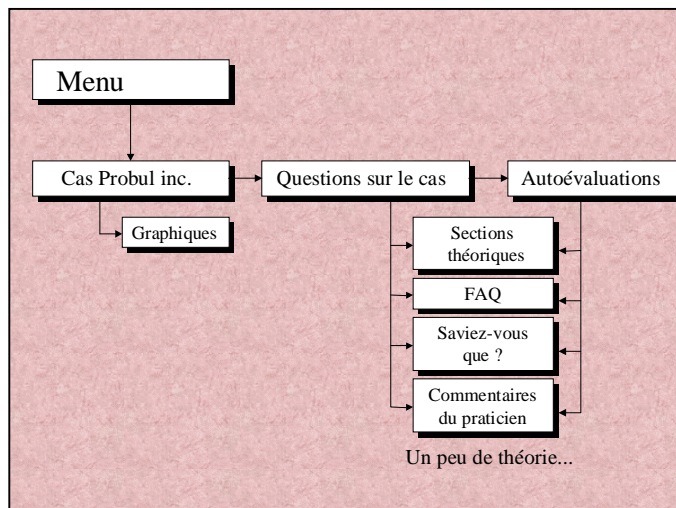 Menu
Cas Probul inc.
Questions sur le cas
Autoévaluations
Graphiques
Sections
théoriques
FAQ
Saviez-vous
que ?
Commentaires
du praticien
Un peu de théorie...